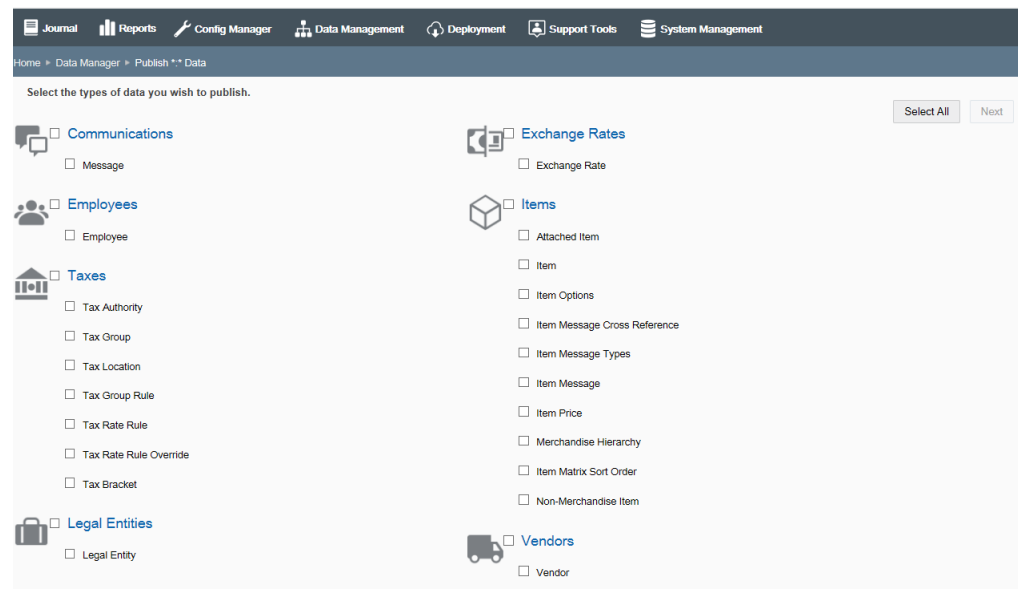 Journal Reports Config Manager Data Management Deployment Support Tools System Management
Home ▸ Data Manager ▸ Publish *:* Data
Select the types of data you wish to publish.
Select All Next
Communications
Message
Employees
Employee
Taxes
Tax Authority
Tax Group
Tax Location
Tax Group Rule
Tax Rate Rule
Tax Rate Rule Override
Tax Bracket
Legal Entities
Legal Entity
Exchange Rates
Exchange Rate
Items
Attached Item
Item
Item Options
Item Message Cross Reference
Item Message Types
Item Message
Item Price
Merchandise Hierarchy
Item Matrix Sort Order
Non-Merchandise Item
Vendors
Vendor